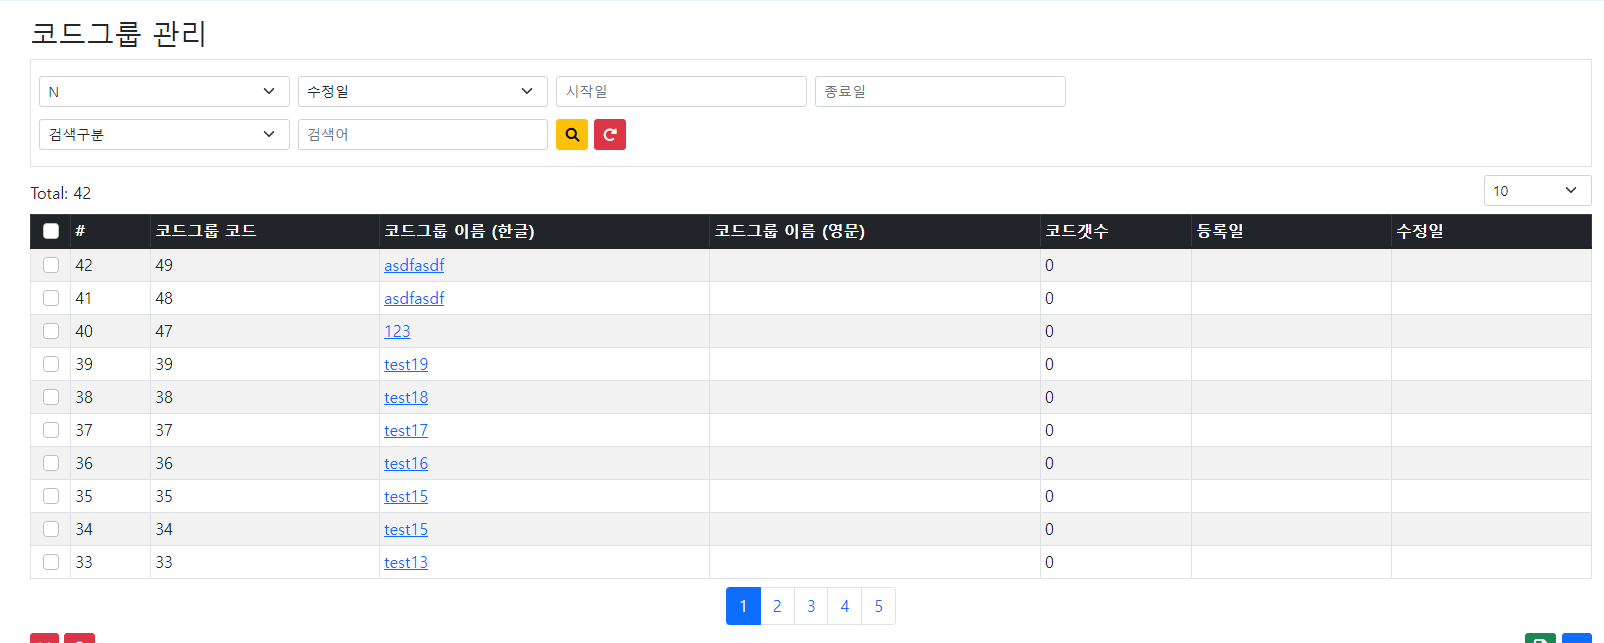 코드그룹 관리
N 수정일 시작일 종료일
검색구분 검색어
Total: 42 10
# 코드그룹 코드 코드그룹 이름 (한글) 코드그룹 이름 (영문) 코드갯수 등록일 수정일
42 49 asdfasdf 0
41 48 asdfasdf 0
40 47 123 0
39 39 test19 0
38 38 test18 0
37 37 test17 0
36 36 test16 0
35 35 test15 0
34 34 test15 0
33 33 test13 0
1 2 3 4 5